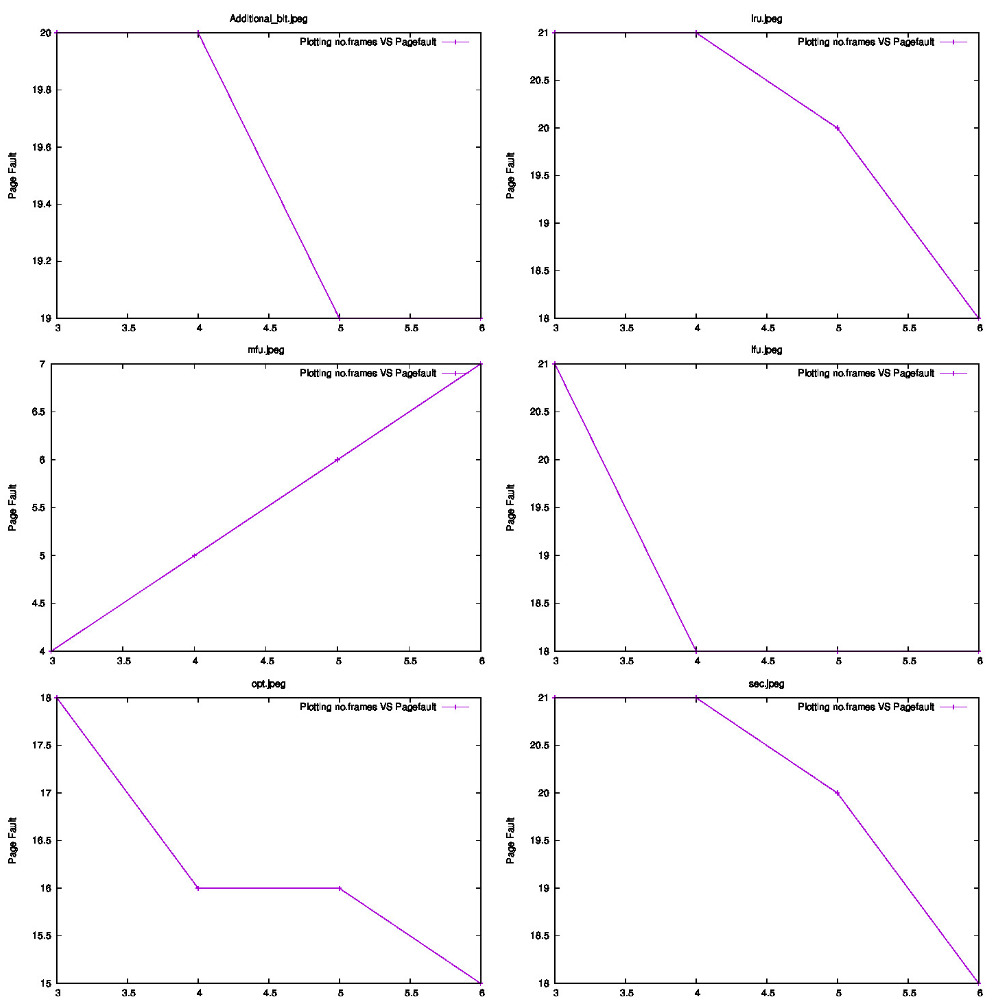 Additional_bit.jpeg
Plotting no.frames VS Pagefault
Page Fault
20
19.8
19.6
19.4
19.2
19
3 3.5 4 4.5 5 5.5 6
lru.jpeg
Plotting no.frames VS Pagefault
Page Fault
21
20.5
20
19.5
19
18.5
18
3 3.5 4 4.5 5 5.5 6
mfu.jpeg
Plotting no.frames VS Pagefault
Page Fault
7
6.5
6
5.5
5
4.5
4
3 3.5 4 4.5 5 5.5 6
lfu.jpeg
Plotting no.frames VS Pagefault
Page Fault
21
20.5
20
19.5
19
18.5
18
3 3.5 4 4.5 5 5.5 6
opt.jpeg
Plotting no.frames VS Pagefault
Page Fault
18
17.5
17
16.5
16
15.5
15
3 3.5 4 4.5 5 5.5 6
sec.jpeg
Plotting no.frames VS Pagefault
Page Fault
21
20.5
20
19.5
19
18.5
18
3 3.5 4 4.5 5 5.5 6